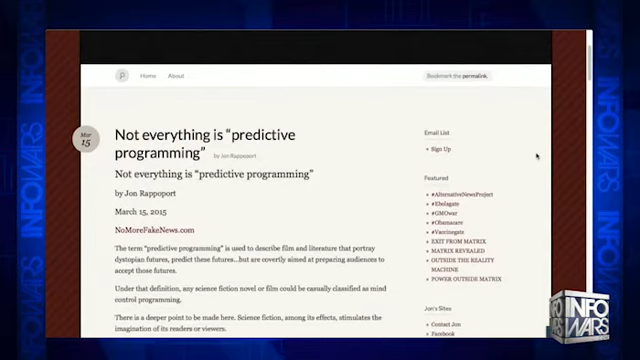 Home
About
Bookmark the permalink.
Mar
15
Not everything is “predictive
programming” by Jon Rappoport
Not everything is “predictive programming”
by Jon Rappoport
March 15, 2015
NoMoreFakeNews.com
The term “predictive programming” is used to describe film and literature that portray
dystopian futures, predict these futures…but are covertly aimed at preparing audiences to
accept those futures.
Under that definition, any science fiction novel or film could be casually classified as mind
control programming.
There is a deeper point to be made here. Science fiction, among its effects, stimulates the
imagination of its readers or viewers.
Email List
Sign Up
Featured
#AlternativeNewsProject
#Ebolagate
#GMOwar
#Obamacare
#Vaccinegate
EXIT FROM MATRIX
MATRIX REVEALED
OUTSIDE THE REALITY
MACHINE
POWER OUTSIDE MATRIX
Jon's Sites
Contact Jon
Facebook
INFOWARS
INFOWARS
INFO
WARS